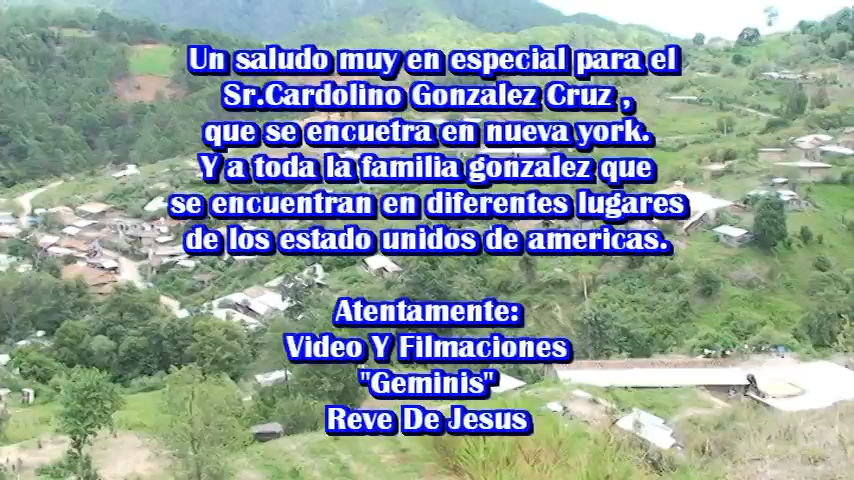 Un saludo muy en especial para el
Sr.Cardolino Gonzalez Cruz ,
que se encuetra en nueva york.
Y a toda la familia gonzalez que
se encuentran en diferentes lugares
de los estado unidos de americas.
Atentamente:
Video Y Filmaciones
"Geminis"
Reve De Jesus